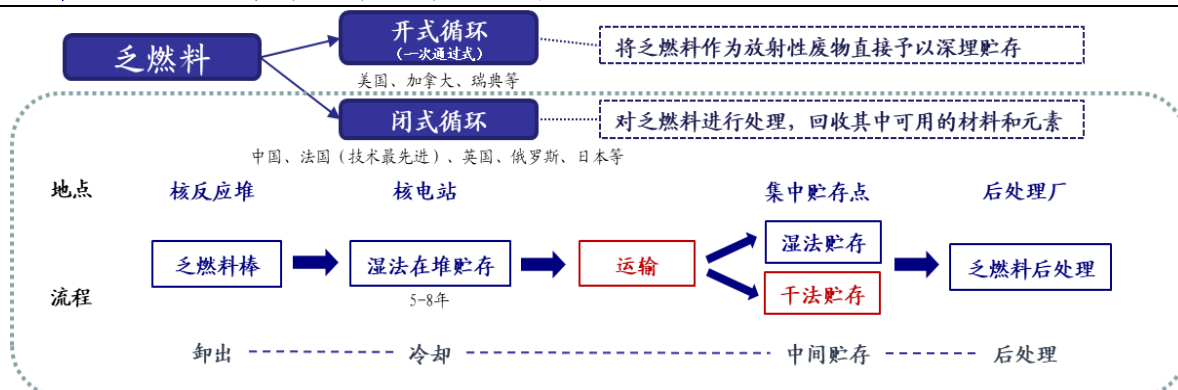 乏燃料
开式循环
(一次通过式)
将乏燃料作为放射性废物直接予以深埋贮存
美国、加拿大、瑞典等
闭式循环
对乏燃料进行处理，回收其中可用的材料和元素
中国、法国（技术最先进）、英国、俄罗斯、日本等
地点 核反应堆 核电站 集中贮存点 后处理厂
湿法贮存
乏燃料棒 湿法在堆贮存 运输 乏燃料后处理
干法贮存
流程 5-8年
卸出 冷却 中间贮存 后处理